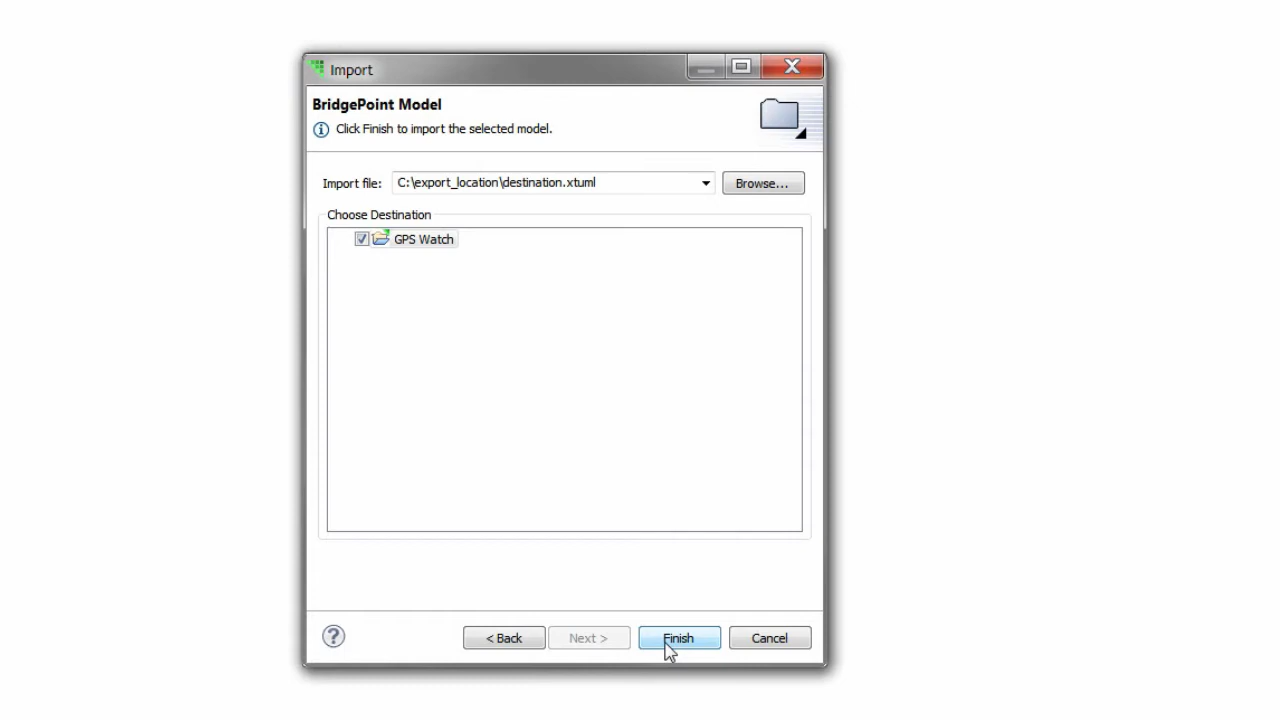 Import
BridgePoint Model
Click Finish to import the selected model.
Import file: C:\export_location\destination.xtuml Browse...
Choose Destination
GPS Watch
< Back Next > Finish Cancel